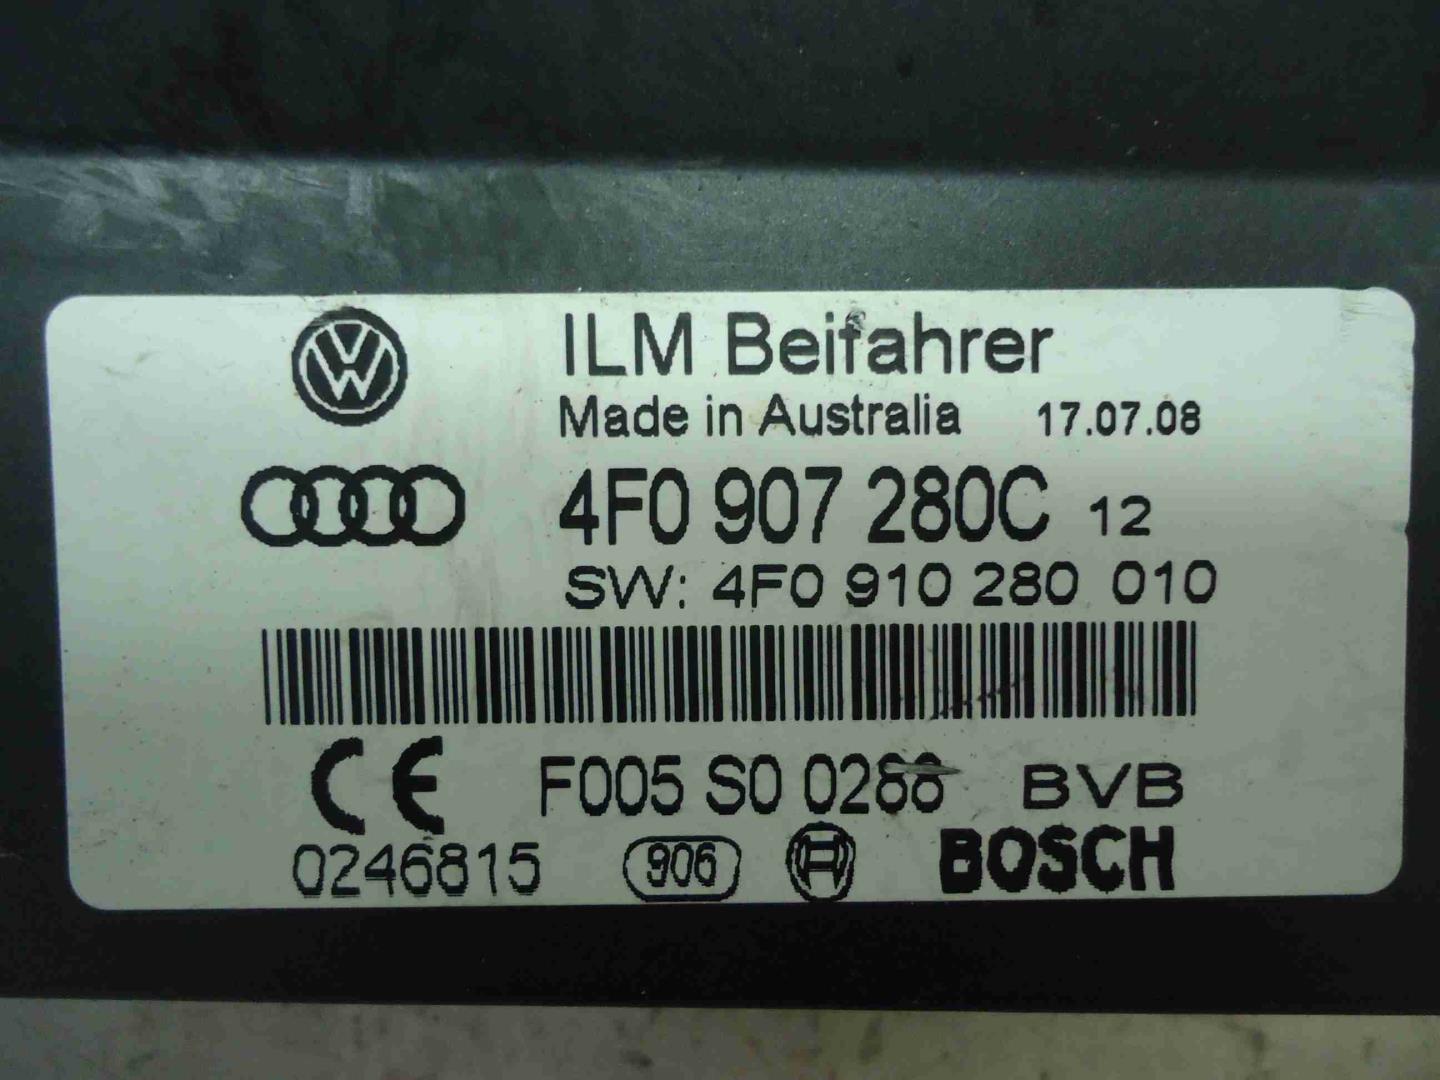 ILM Beifahrer
Made in Australia 17.07.08
4F0 907 280C 12
SW: 4F0 910 280 010
CE F005 S0 BVB
0246815 906 BOSCH